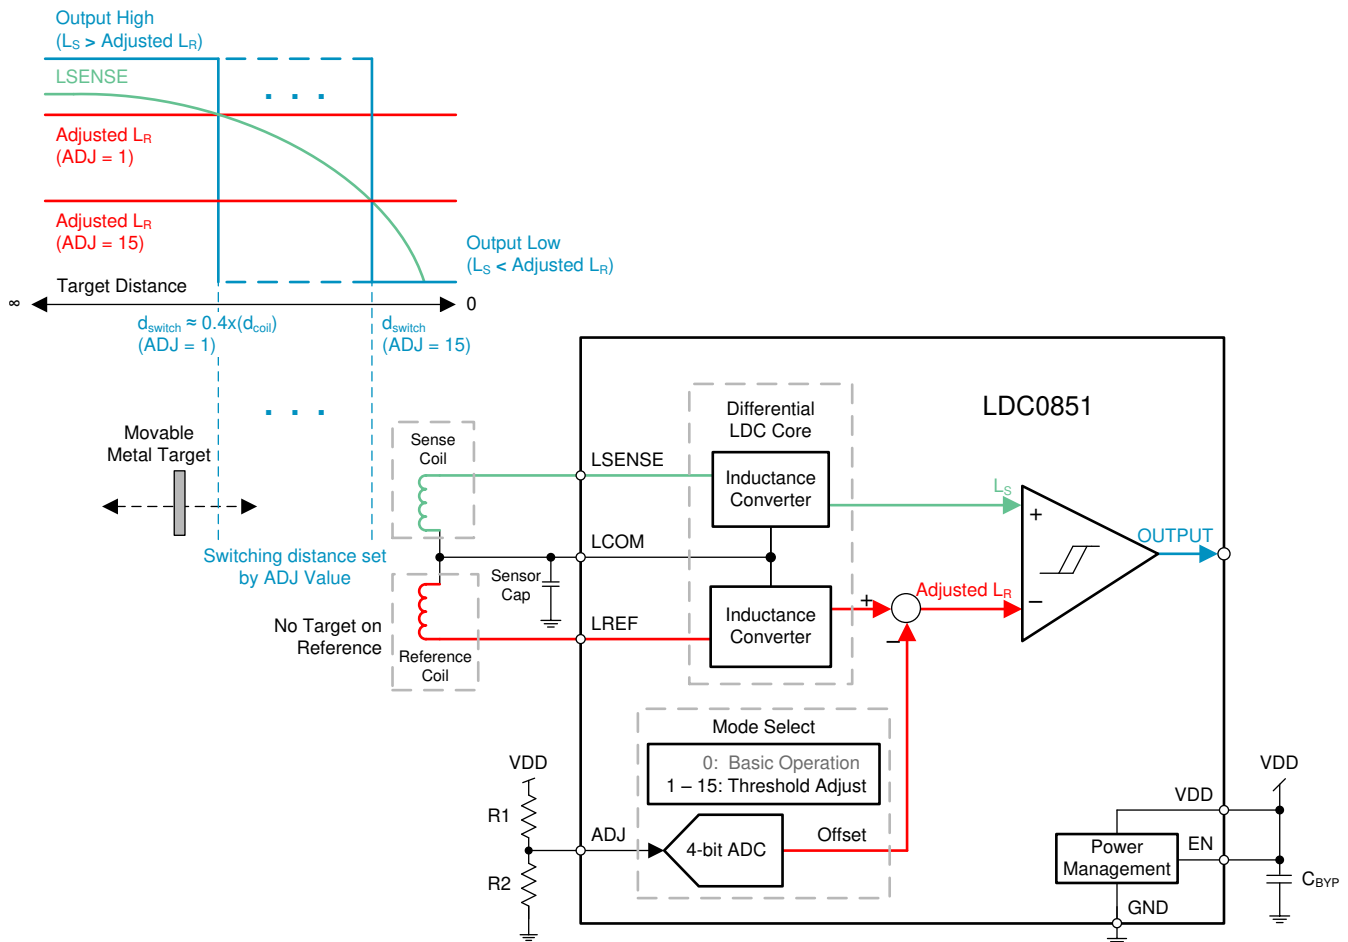 Output High
(LS > Adjusted LR)
LSENSE
. . .
Adjusted LR
(ADJ = 1)
Adjusted LR
(ADJ = 15)
Output Low
(LS < Adjusted LR)
∞
Target Distance
0
dswitch ≈ 0.4x(dcoil)
(ADJ = 1)
dswitch
(ADJ = 15)
. . .
Movable
Metal Target
Switching distance set
by ADJ Value
Sense
Coil
No Target on
Reference
Reference
Coil
Sensor
Cap
LSENSE
LCOM
LREF
Differential
LDC Core
Inductance
Converter
Inductance
Converter
LDC0851
LS
+
−
OUTPUT
+
−
Adjusted LR
Mode Select
0: Basic Operation
1 – 15: Threshold Adjust
VDD
R1
R2
ADJ
4-bit ADC
Offset
VDD
VDD
EN
Power
Management
GND
CBYP